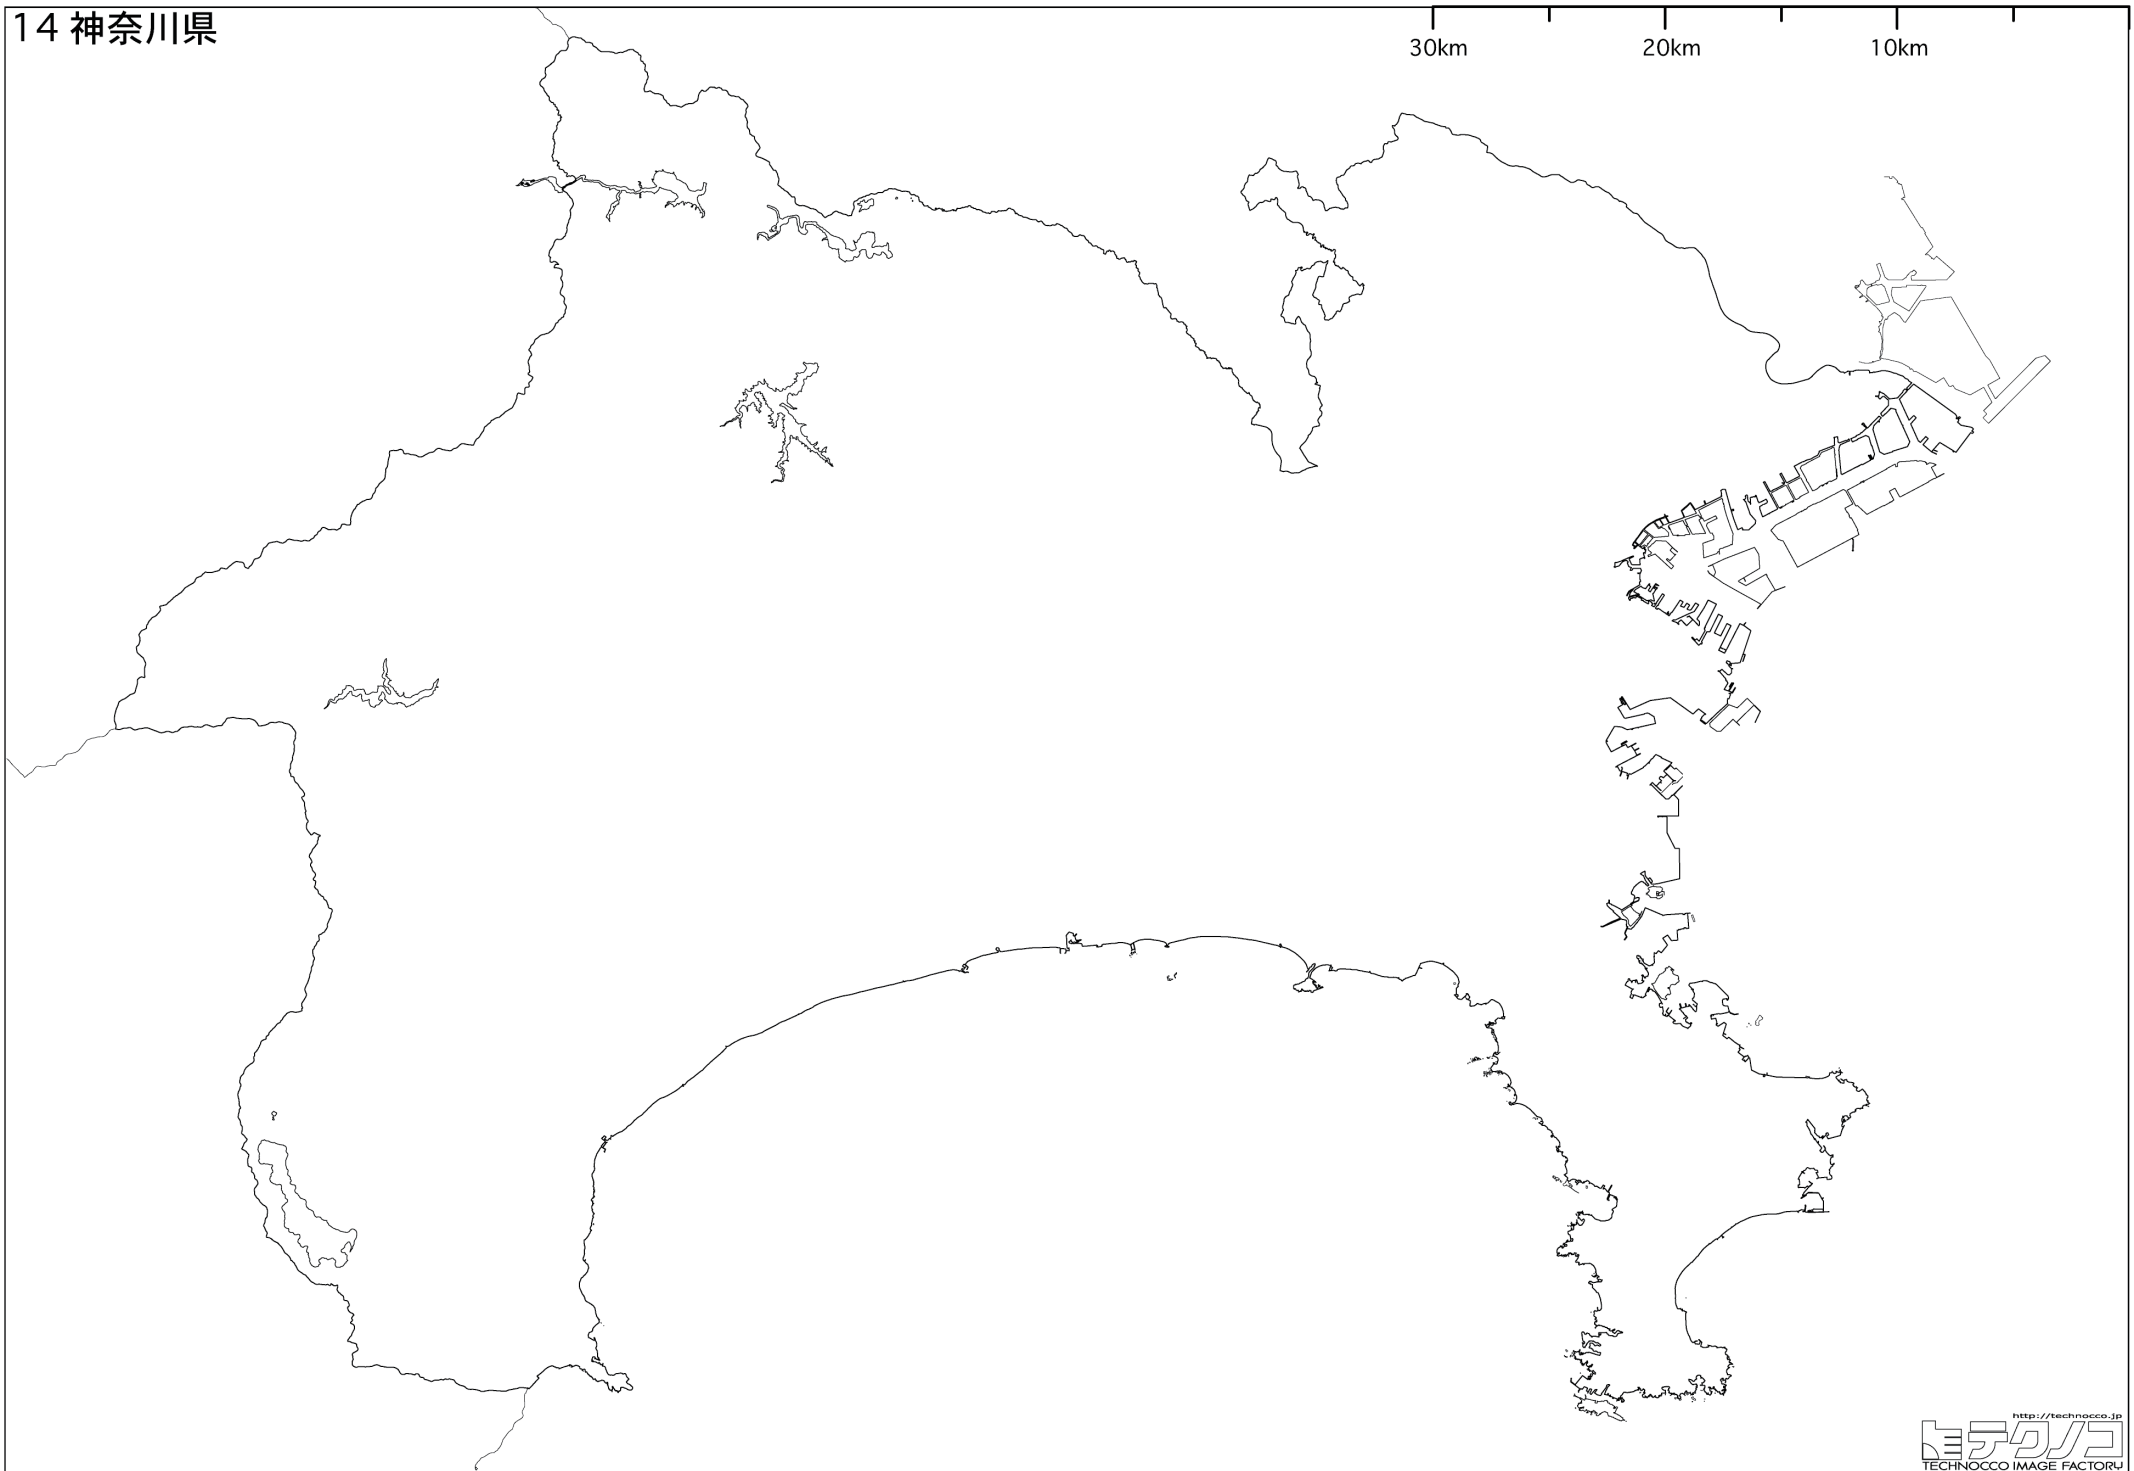 14 神奈川県
30km 20km 10km
http://technocco.jp
テクノコ
TECHNOCCO IMAGE FACTORY